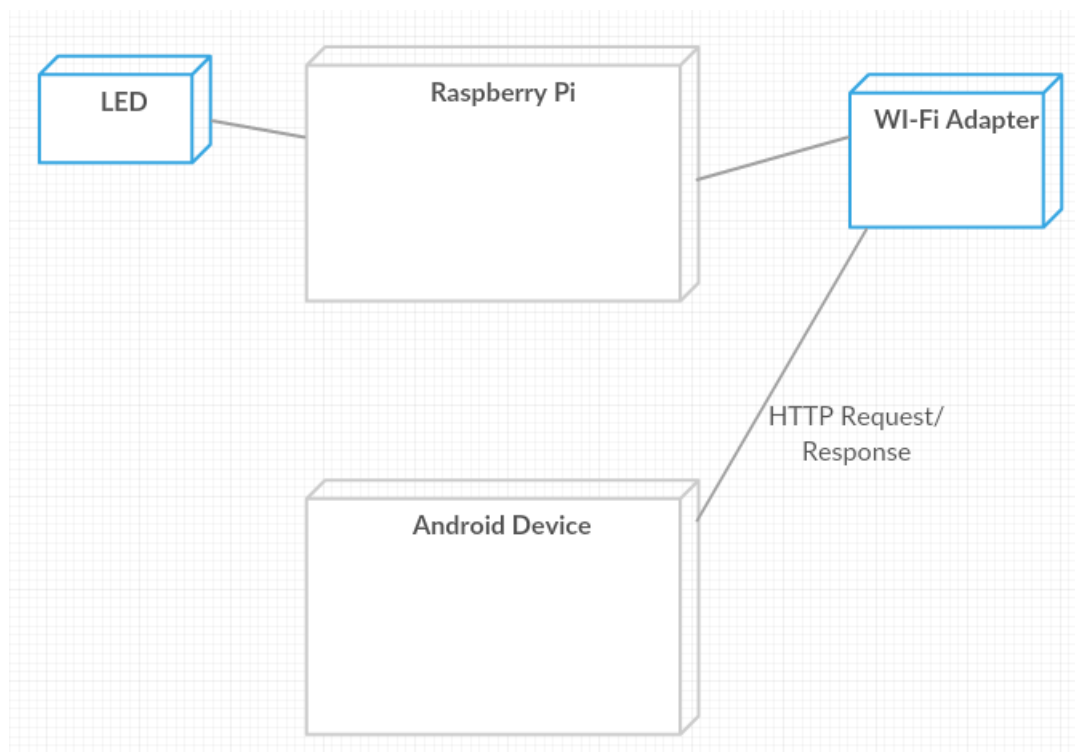 LED
Raspberry Pi
WI-Fi Adapter
HTTP Request/
Response
Android Device